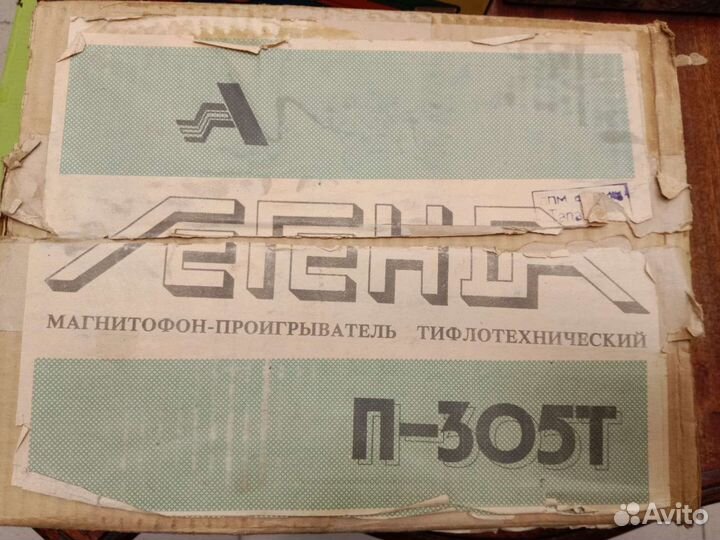 ЛЕГЕНДА
МАГНИТОФОН-ПРОИГРЫВАТЕЛЬ ТИФЛОТЕХНИЧЕСКИЙ
П-305Т
Avito